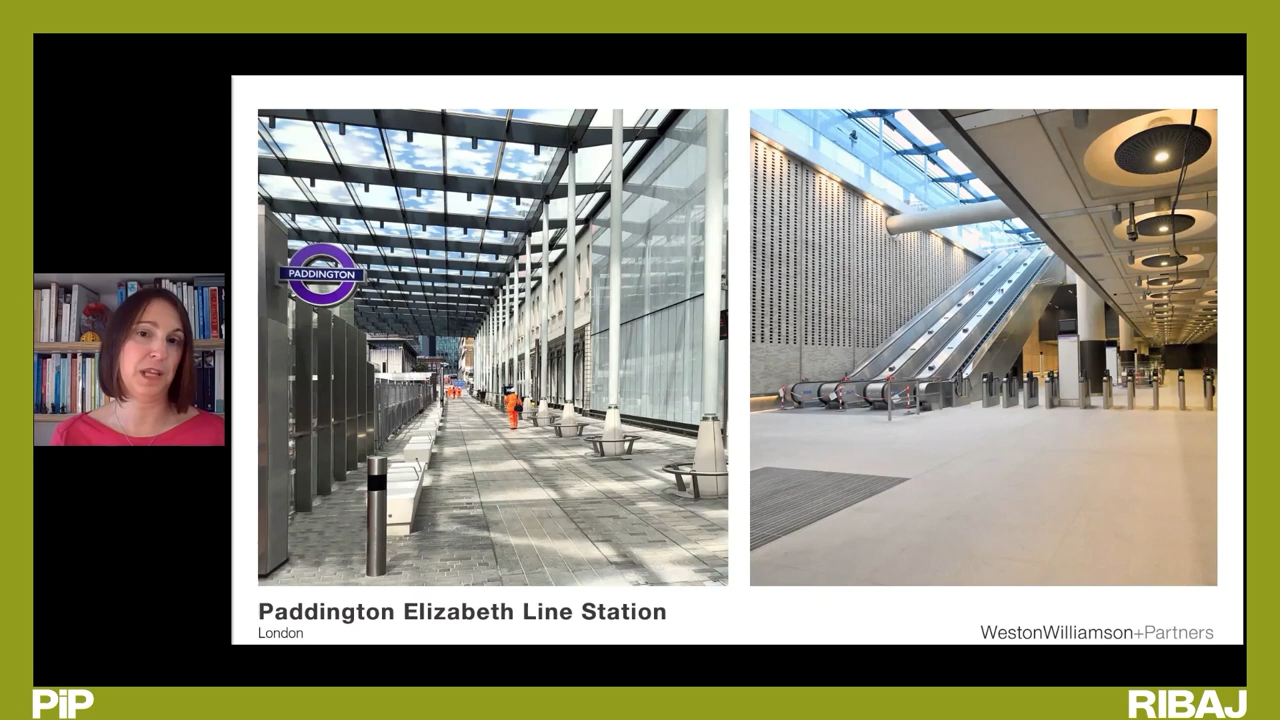 PADDINGTON
Paddington Elizabeth Line Station
London
WestonWilliamson+Partners
PiP
RIBAJ